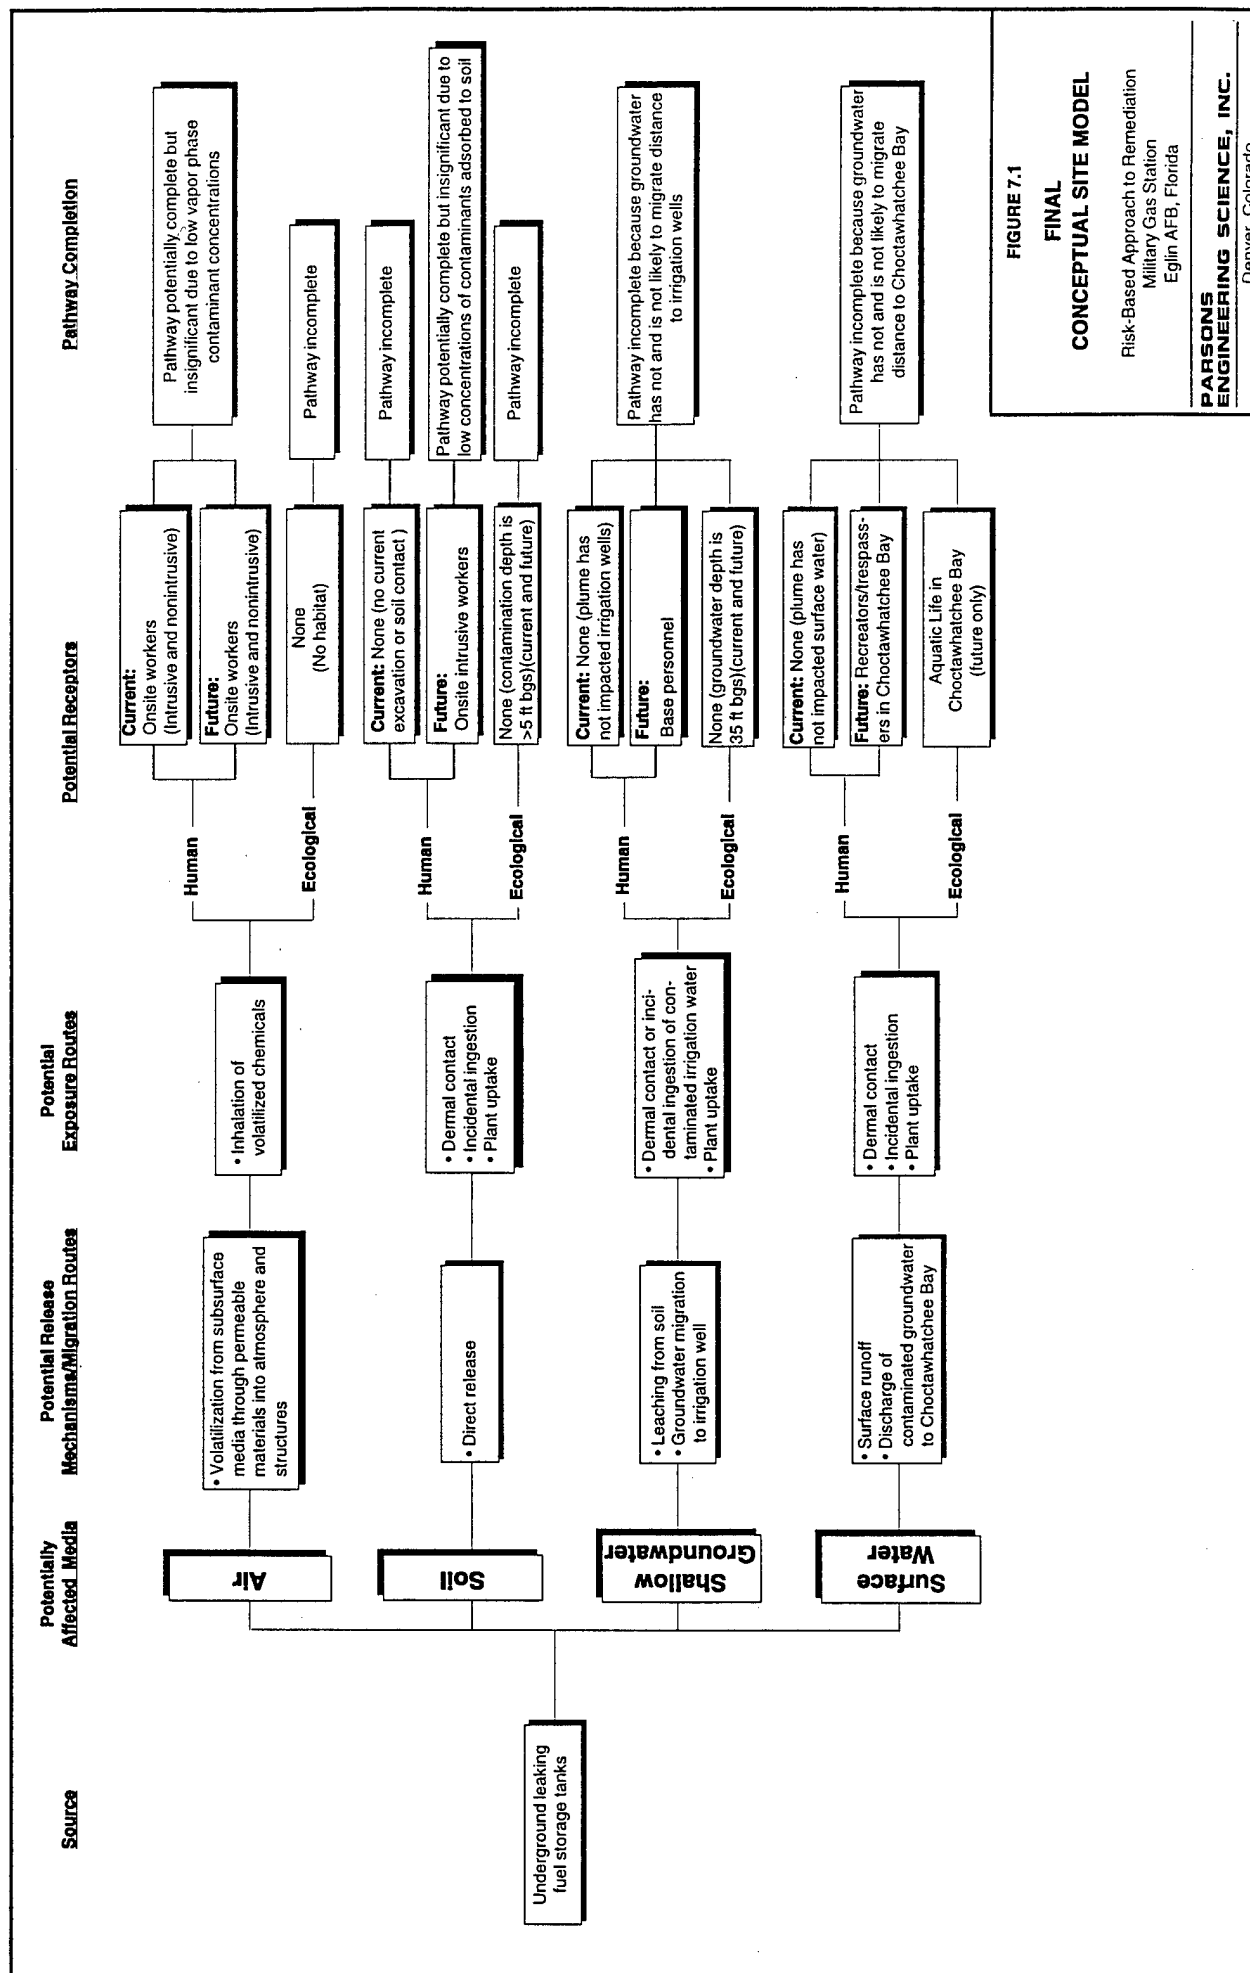 Source
Potentially
Affected Media
Potential Release
Mechanisms/Migration Routes
Potential
Exposure Routes
Potential Receptors
Pathway Completion
Underground leaking
fuel storage tanks
Air
• Volatilization from subsurface
media through permeable
materials into atmosphere and
structures
• Inhalation of
volatilized chemicals
Human
Current:
Onsite workers
(Intrusive and nonintrusive)
Future:
Onsite workers
(Intrusive and nonintrusive)
Pathway potentially complete but
insignificant due to low vapor phase
contaminant concentrations
Ecological
None
(No habitat)
Pathway incomplete
Soil
• Direct release
• Dermal contact
• Incidental ingestion
• Plant uptake
Human
Current: None (no current
excavation or soil contact )
Pathway incomplete
Future:
Onsite intrusive workers
Pathway potentially complete but insignificant due to
low concentrations of contaminants adsorbed to soil
Ecological
None (contamination depth is
>5 ft bgs)(current and future)
Pathway incomplete
Shallow
Groundwater
• Leaching from soil
• Groundwater migration
to irrigation well
• Dermal contact or inci-
dental ingestion of con-
taminated irrigation water
• Plant uptake
Human
Current: None (plume has
not impacted irrigation wells)
Future:
Base personnel
Ecological
None (groundwater depth is
35 ft bgs)(current and future)
Pathway incomplete because groundwater
has not and is not likely to migrate distance
to irrigation wells
Surface
Water
• Surface runoff
• Discharge of
contaminated groundwater
to Choctawhatchee Bay
• Dermal contact
• Incidental ingestion
• Plant uptake
Human
Current: None (plume has
not impacted surface water)
Future: Recreators/trespass-
ers in Choctawhatchee Bay
Ecological
Aquatic Life in
Choctawhatchee Bay
(future only)
Pathway incomplete because groundwater
has not and is not likely to migrate
distance to Choctawhatchee Bay
FIGURE 7.1
FINAL
CONCEPTUAL SITE MODEL
Risk-Based Approach to Remediation
Military Gas Station
Eglin AFB, Florida
PARSONS
ENGINEERING SCIENCE, INC.
Denver, Colorado